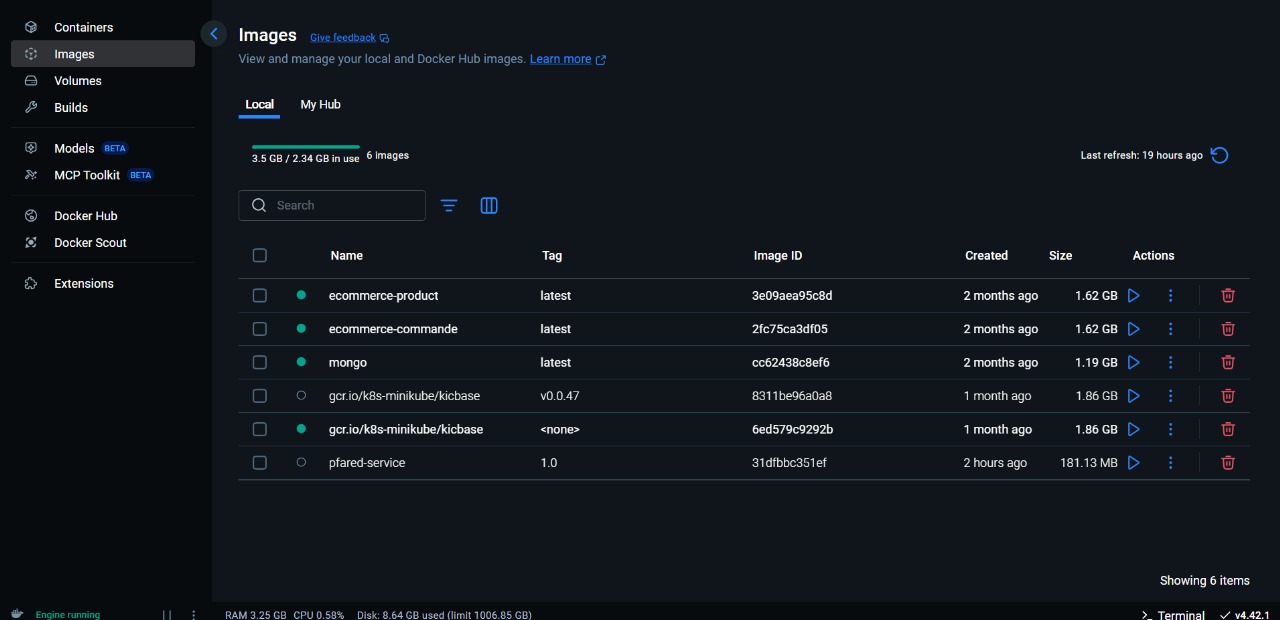 Containers
Images
Volumes
Builds
Models BETA
MCP Toolkit BETA
Docker Hub
Docker Scout
Extensions
Images Give feedback
View and manage your local and Docker Hub images. Learn more
Local My Hub
3.5 GB / 2.34 GB in use 6 images
Last refresh: 19 hours ago
Search
Name Tag Image ID Created Size Actions
ecommerce-product latest 3e09aea95c8d 2 months ago 1.62 GB
ecommerce-commande latest 2fc75ca3df05 2 months ago 1.62 GB
mongo latest cc62438c8ef6 2 months ago 1.19 GB
gcr.io/k8s-minikube/kicbase v0.0.47 8311be96a0a8 1 month ago 1.86 GB
gcr.io/k8s-minikube/kicbase <none> 6ed579c9292b 1 month ago 1.86 GB
pfared-service 1.0 31dfbbc351ef 2 hours ago 181.13 MB
Showing 6 items
Engine running RAM 3.25 GB CPU 0.58% Disk: 8.64 GB used (limit 1006.85 GB) Terminal v4.42.1